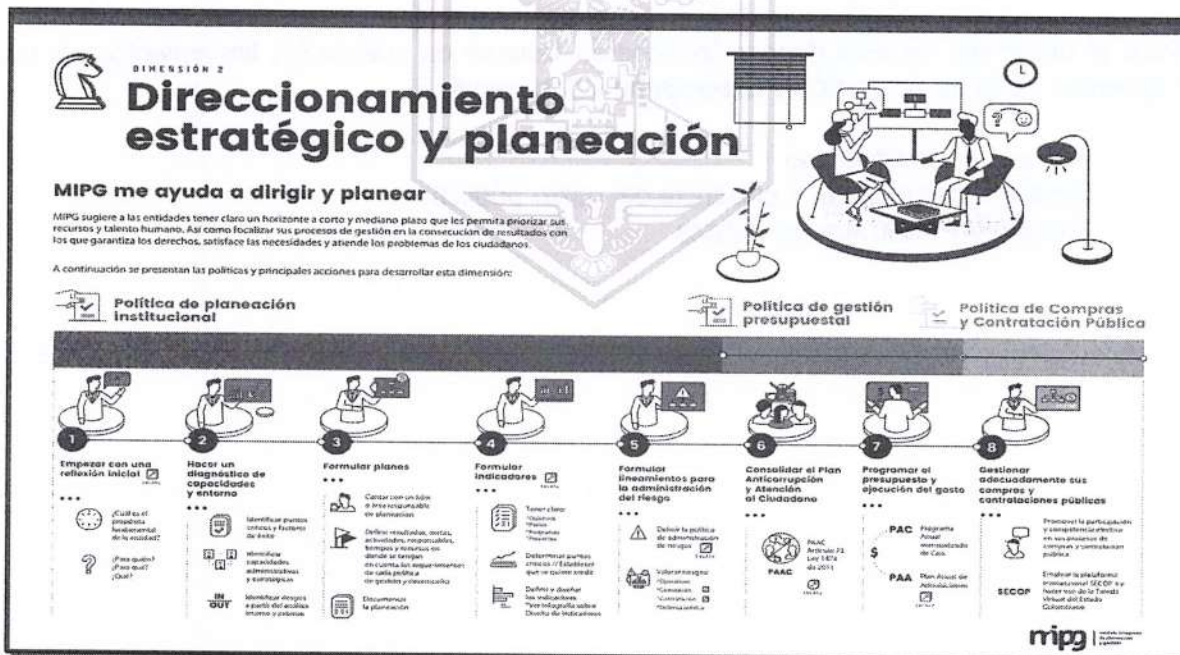 DIMENSIÓN 2
Direccionamiento
estratégico y planeación
MIPG me ayuda a dirigir y planear
MIPG sugiere a las entidades tener claro un horizonte a corto y mediano plazo que les permita priorizar sus
recursos y talento humano. Así como focalizar sus procesos de gestión en la consecución de resultados con
los que garantiza los derechos, satisface las necesidades y atiende los problemas de los ciudadanos.
A continuación se presentan las políticas y principales acciones para desarrollar esta dimensión:
Política de planeación
institucional
Política de gestión
presupuestal
Política de Compras
y Contratación Pública
1
Empezar con una
reflexión inicial
¿Cuál es el
propósito
fundamental
de la entidad?
¿Para quién?
¿Para qué?
¿Qué?
2
Hacer un
diagnóstico de
capacidades
y entorno
Identificar puntos
críticos y factores
de éxito
Identificar
capacidades
administrativas
y estratégicas
IN
OUT
Identificar riesgos
a partir del análisis
interno y externo
3
Formular planes
Contar con un líder
o área responsable
de planeación
Definir resultados, metas,
actividades, responsables,
tiempos y recursos en
donde se tengan
en cuenta los requerimientos
de cada política
de gestión y desempeño
Documentar
la planeación
4
Formular
indicadores
Tener claro:
*Objetivos
*Planes
*Programas
*Proyectos
Determinar puntos
críticos // Establecer
que se quiere medir
Definir y diseñar
los indicadores
*Ver infografía sobre
Diseño de Indicadores
5
Formular
lineamientos para
la administración
del riesgo
Definir la política
de administración
de riesgos
Valorar riesgos:
*Operativos
*Corrupción
*Contratación
*Defensa jurídica
6
Consolidar el Plan
Anticorrupción
y Atención
al Ciudadano
PAAC
PAAC
Artículo 73
Ley 1474
de 2011
7
Programar el
presupuesto y
ejecución del gasto
$
PAC Programa
Anual
mensualizado
de Caja
PAA Plan Anual de
Adquisiciones
8
Gestionar
adecuadamente sus
compras y
contrataciones públicas
Promover la participación
y competencia efectiva
en sus procesos de
compras y contratación
pública
SECOP
Emplear la plataforma
transaccional SECOP II y
hacer uso de la Tienda
Virtual del Estado
Colombiano
mipg
modelo integrado
de planeación
y gestión